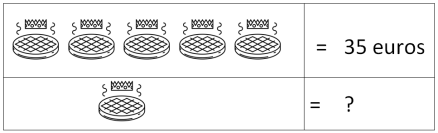 = 35 euros
= ?